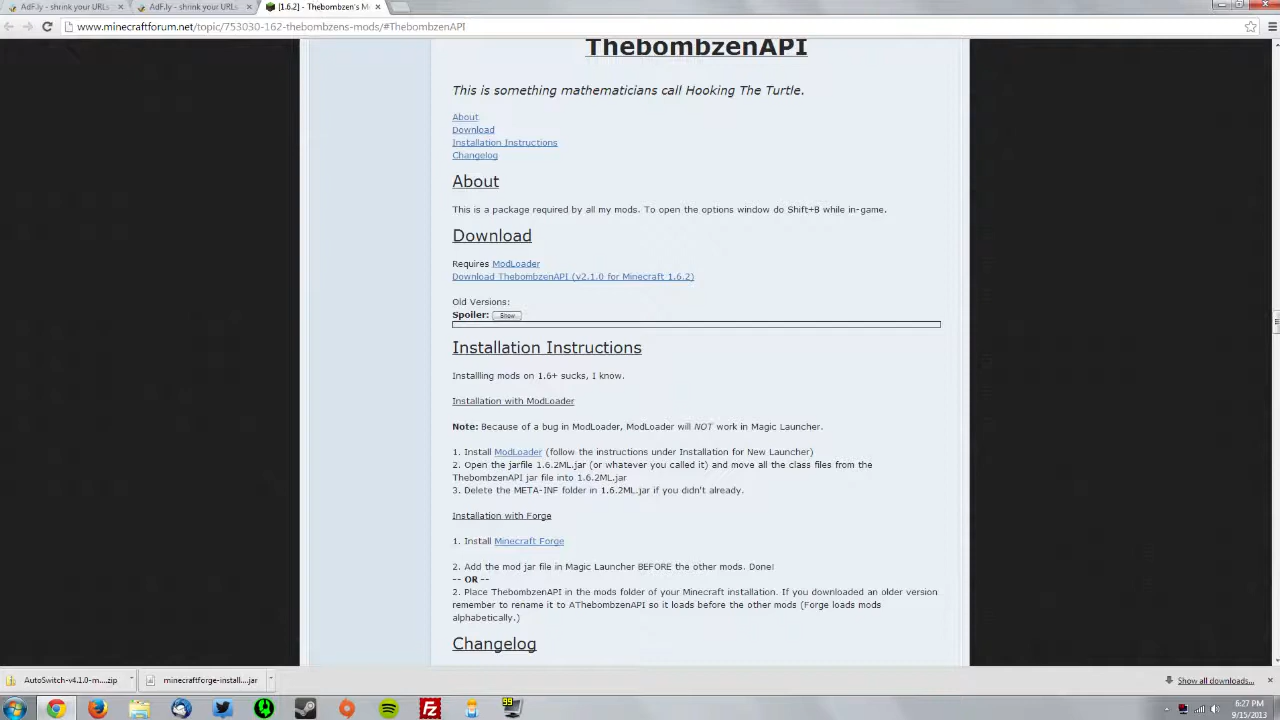 AdF.ly - shrink your URLs
AdF.ly - shrink your URLs
[1.6.2] - Thebombzen's M
www.minecraftforum.net/topic/753030-162-thebombzens-mods/#ThebombzenAPI
ThebombzenAPI
This is something mathematicians call Hooking The Turtle.
About
Download
Installation Instructions
Changelog
About
This is a package required by all my mods. To open the options window do Shift+B while in-game.
Download
Requires ModLoader
Download ThebombzenAPI (v2.1.0 for Minecraft 1.6.2)
Old Versions:
Spoiler: Show
Installation Instructions
Installling mods on 1.6+ sucks, I know.
Installation with ModLoader
Note: Because of a bug in ModLoader, ModLoader will NOT work in Magic Launcher.
1. Install ModLoader (follow the instructions under Installation for New Launcher)
2. Open the jarfile 1.6.2ML.jar (or whatever you called it) and move all the class files from the
ThebombzenAPI jar file into 1.6.2ML.jar
3. Delete the META-INF folder in 1.6.2ML.jar if you didn't already.
Installation with Forge
1. Install Minecraft Forge
2. Add the mod jar file in Magic Launcher BEFORE the other mods. Done!
-- OR --
2. Place ThebombzenAPI in the mods folder of your Minecraft installation. If you downloaded an older version
remember to rename it to AThebombzenAPI so it loads before the other mods (Forge loads mods
alphabetically.)
Changelog
AutoSwitch-v4.1.0-m....zip
minecraftforge-install....jar
Show all downloads...
99
6:27 PM
9/15/2013